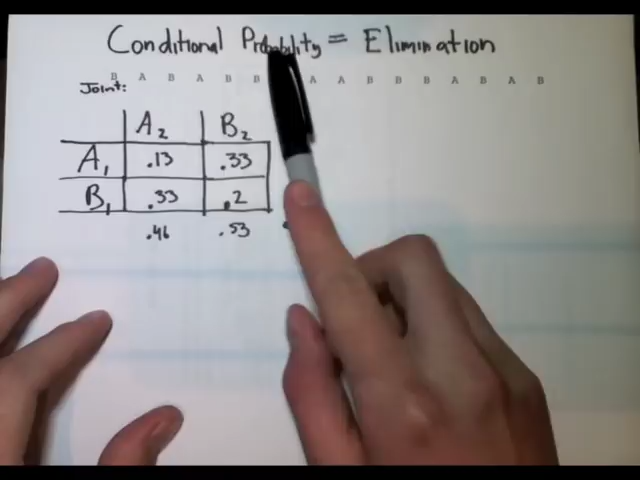 Conditional Probability = Elimination
B A B A B B A A B B B A B A B
Joint:
A₂ B₂
A₁ .13 .33
B₁ .33 .2
.46 .53